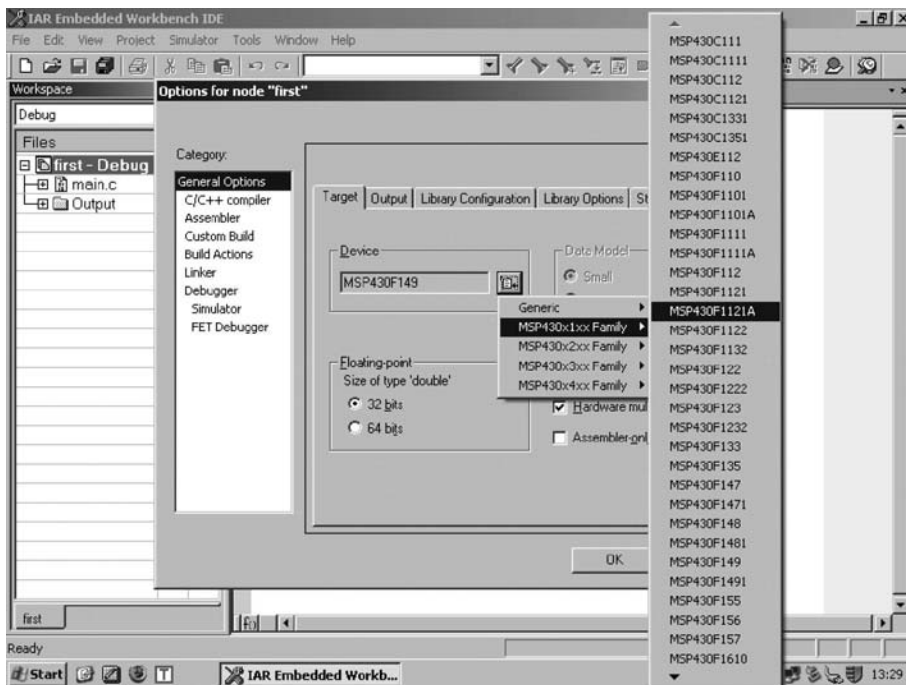 IAR Embedded Workbench IDE
File Edit View Project Simulator Tools Window Help
Workspace
Debug
Files
first - Debug
main.c
Output
first
Options for node "first"
Category:
General Options
C/C++ compiler
Assembler
Custom Build
Build Actions
Linker
Debugger
Simulator
FET Debugger
Target Output Library Configuration Library Options St
Device
MSP430F149
Data Model
Small
Floating-point
Size of type 'double'
32 bits
64 bits
Hardware mul
Assembler-onl
OK
Generic
MSP430x1xx Family
MSP430x2xx Family
MSP430x3xx Family
MSP430x4xx Family
MSP430C111
MSP430C1111
MSP430C112
MSP430C1121
MSP430C1331
MSP430C1351
MSP430E112
MSP430F110
MSP430F1101
MSP430F1101A
MSP430F1111
MSP430F1111A
MSP430F112
MSP430F1121
MSP430F1121A
MSP430F1122
MSP430F1132
MSP430F122
MSP430F1222
MSP430F123
MSP430F1232
MSP430F133
MSP430F135
MSP430F147
MSP430F1471
MSP430F148
MSP430F1481
MSP430F149
MSP430F1491
MSP430F155
MSP430F156
MSP430F157
MSP430F1610
f()
Ready
Start T IAR Embedded Workb... 13:29